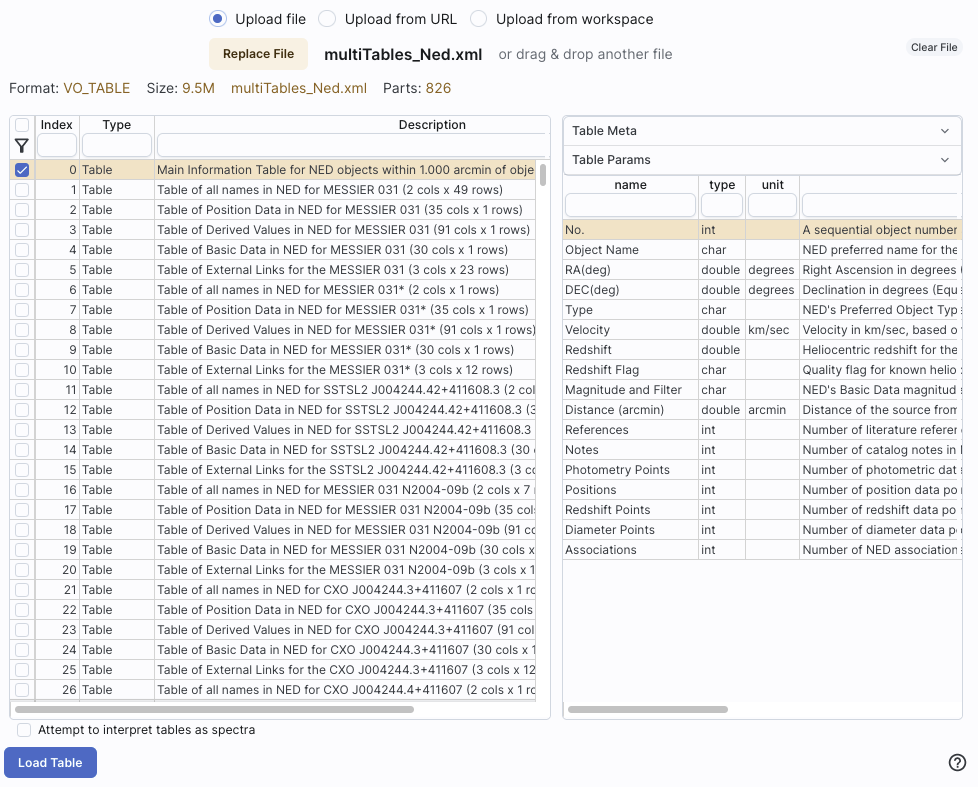 Upload file Upload from URL Upload from workspace
Replace File multiTables_Ned.xml or drag & drop another file Clear File
Format: VO_TABLE Size: 9.5M multiTables_Ned.xml Parts: 826
Index Type Description
0 Table Main Information Table for NED objects within 1.000 arcmin of obje
1 Table Table of all names in NED for MESSIER 031 (2 cols x 49 rows)
2 Table Table of Position Data in NED for MESSIER 031 (35 cols x 1 rows)
3 Table Table of Derived Values in NED for MESSIER 031 (91 cols x 1 rows)
4 Table Table of Basic Data in NED for MESSIER 031 (30 cols x 1 rows)
5 Table Table of External Links for the MESSIER 031 (3 cols x 23 rows)
6 Table Table of all names in NED for MESSIER 031* (2 cols x 1 rows)
7 Table Table of Position Data in NED for MESSIER 031* (35 cols x 1 rows)
8 Table Table of Derived Values in NED for MESSIER 031* (91 cols x 1 rows)
9 Table Table of Basic Data in NED for MESSIER 031* (30 cols x 1 rows)
10 Table Table of External Links for the MESSIER 031* (3 cols x 12 rows)
11 Table Table of all names in NED for SSTSL2 J004244.42+411608.3 (2 col
12 Table Table of Position Data in NED for SSTSL2 J004244.42+411608.3 (3
13 Table Table of Derived Values in NED for SSTSL2 J004244.42+411608.3
14 Table Table of Basic Data in NED for SSTSL2 J004244.42+411608.3 (30
15 Table Table of External Links for the SSTSL2 J004244.42+411608.3 (3 co
16 Table Table of all names in NED for MESSIER 031 N2004-09b (2 cols x 7
17 Table Table of Position Data in NED for MESSIER 031 N2004-09b (35 col
18 Table Table of Derived Values in NED for MESSIER 031 N2004-09b (91 co
19 Table Table of Basic Data in NED for MESSIER 031 N2004-09b (30 cols x
20 Table Table of External Links for the MESSIER 031 N2004-09b (3 cols x 1
21 Table Table of all names in NED for CXO J004244.3+411607 (2 cols x 1 ro
22 Table Table of Position Data in NED for CXO J004244.3+411607 (35 cols
23 Table Table of Derived Values in NED for CXO J004244.3+411607 (91 col
24 Table Table of Basic Data in NED for CXO J004244.3+411607 (30 cols x 1
25 Table Table of External Links for the CXO J004244.3+411607 (3 cols x 12
26 Table Table of all names in NED for CXO J004244.4+411607 (2 cols x 1 ro
Table Meta
Table Params
name type unit
No. int A sequential object number
Object Name char NED preferred name for the
RA(deg) double degrees Right Ascension in degrees (
DEC(deg) double degrees Declination in degrees (Equ
Type char NED's Preferred Object Typ
Velocity double km/sec Velocity in km/sec, based o
Redshift double Heliocentric redshift for the
Redshift Flag char Quality flag for known helio
Magnitude and Filter char NED's Basic Data magnitud
Distance (arcmin) double arcmin Distance of the source from
References int Number of literature referer
Notes int Number of catalog notes in
Photometry Points int Number of photometric dat
Positions int Number of position data po
Redshift Points int Number of redshift data po
Diameter Points int Number of diameter data p
Associations int Number of NED association
Attempt to interpret tables as spectra
Load Table